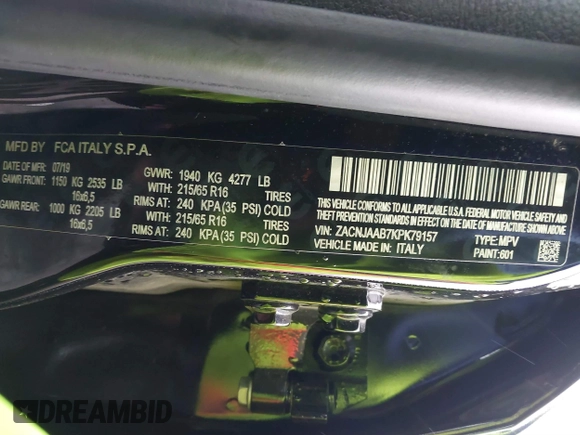 MFD BY FCA ITALY S.P.A.
DATE OF MFD: 07/19
GAWR FRONT: 1150 KG 2535 LB
16x6,5
GAWR REAR: 1000 KG 2205 LB
16x6,5
GVWR: 1940 KG 4277 LB
WITH: 215/65 R16 TIRES
RIMS AT: 240 KPA (35 PSI) COLD
WITH: 215/65 R16 TIRES
RIMS AT: 240 KPA (35 PSI) COLD
THIS VEHICLE CONFORMS TO ALL APPLICABLE U.S. FEDERAL MOTOR VEHICLE SAFETY
AND THEFT PREVENTION STANDARDS IN EFFECT ON THE DATE OF MANUFACTURE SHOWN ABOVE.
VIN: ZACNJAAB7KPK79157 TYPE: MPV
VEHICLE MADE IN: ITALY PAINT: 601
DREAMBID